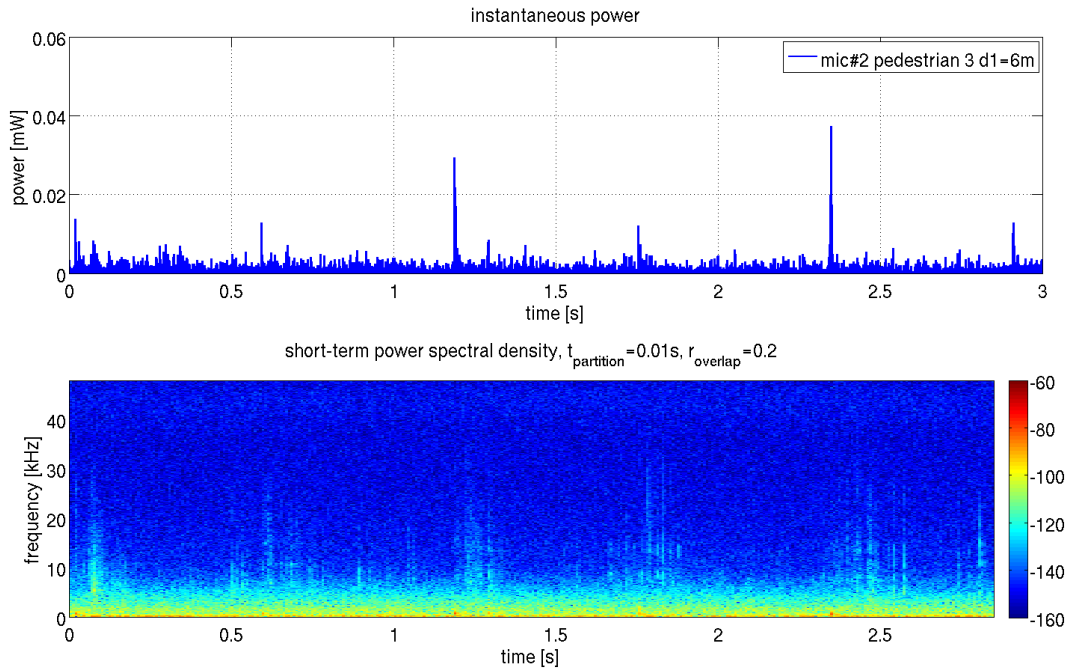 instantaneous power
0.06
0.04
0.02
0
power [mW]
mic#2 pedestrian 3 d1=6m
0 0.5 1 1.5 2 2.5 3
time [s]
short-term power spectral density, t_partition=0.01s, r_overlap=0.2
40
30
20
10
0
frequency [kHz]
0 0.5 1 1.5 2 2.5
time [s]
-60
-80
-100
-120
-140
-160